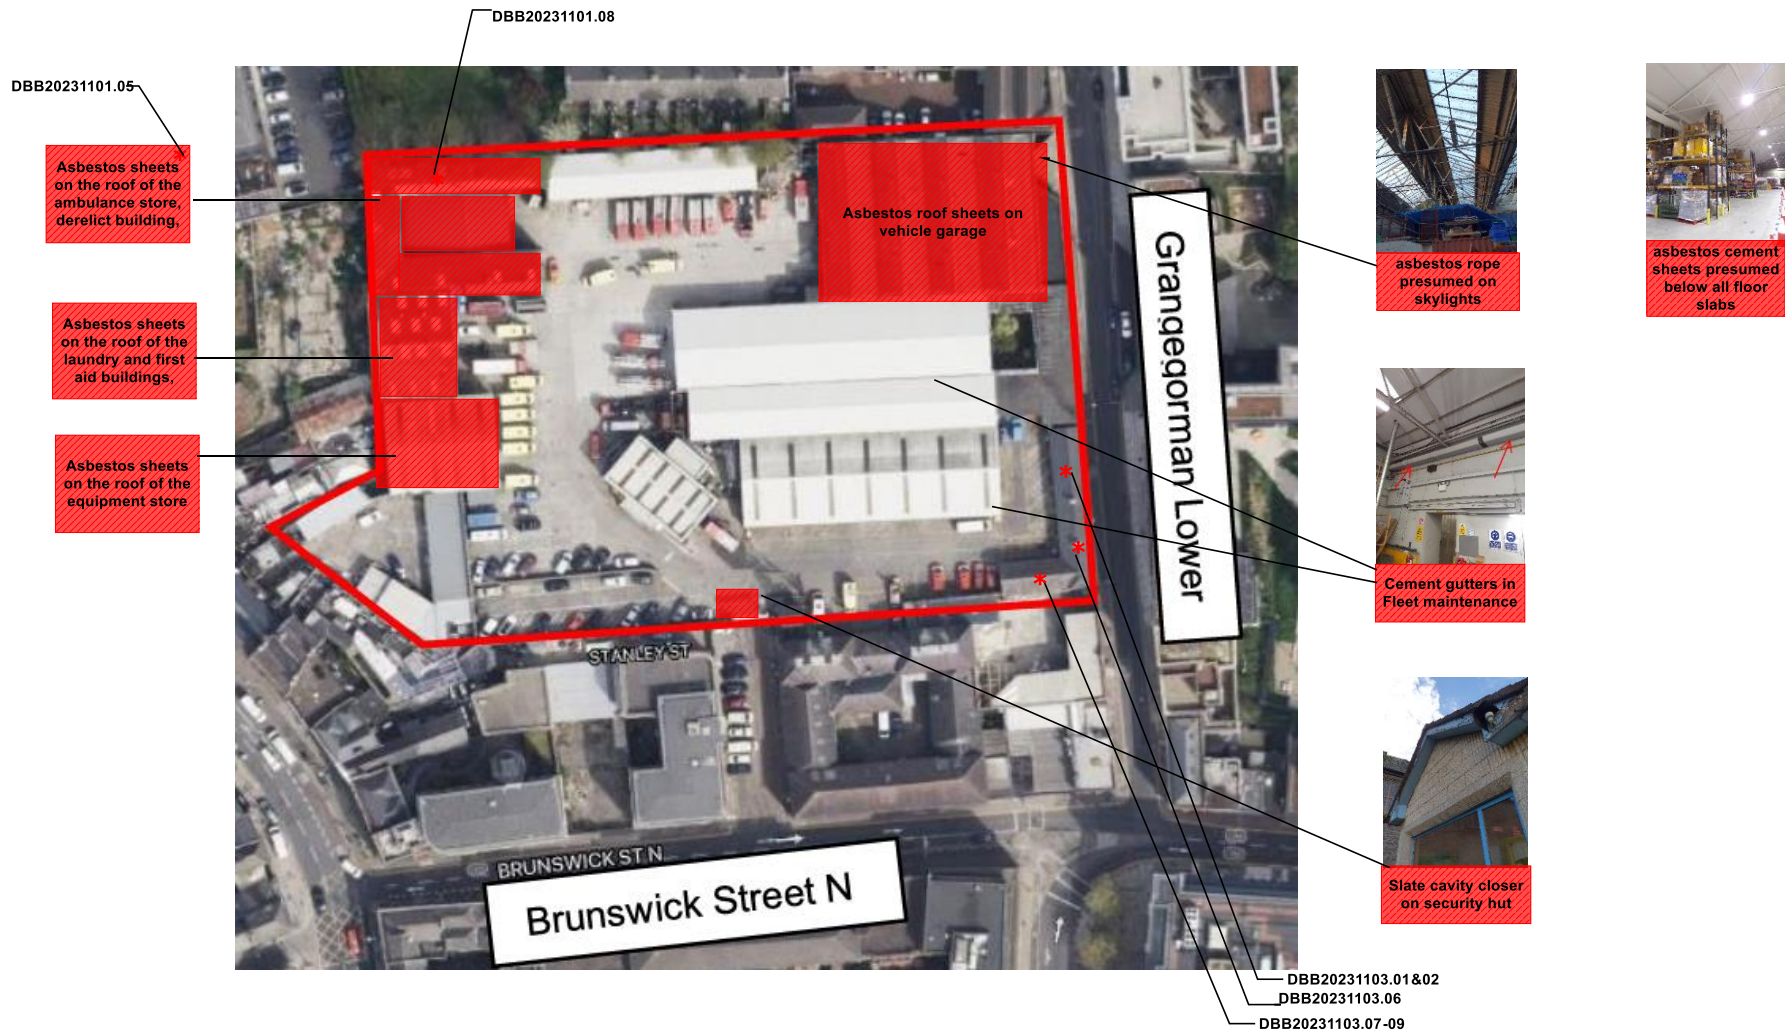 DBB20231101.08
DBB20231101.05
Asbestos sheets
on the roof of the
ambulance store,
derelict building,
Asbestos sheets
on the roof of the
laundry and first
aid buildings,
Asbestos sheets
on the roof of the
equipment store
Asbestos roof sheets on
vehicle garage
Grangegorman Lower
asbestos rope
presumed on
skylights
asbestos cement
sheets presumed
below all floor
slabs
Cement gutters in
Fleet maintenance
Slate cavity closer
on security hut
STANLEY ST
BRUNSWICK ST N
Brunswick Street N
DBB20231103.01&02
DBB20231103.06
DBB20231103.07-09